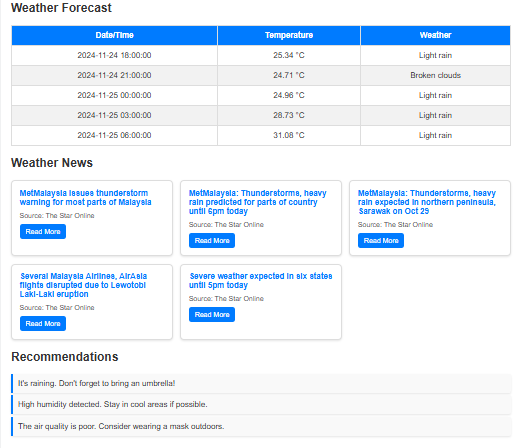 Weather Forecast
Date/Time Temperature Weather
2024-11-24 18:00:00 25.34 °C Light rain
2024-11-24 21:00:00 24.71 °C Broken clouds
2024-11-25 00:00:00 24.96 °C Light rain
2024-11-25 03:00:00 28.73 °C Light rain
2024-11-25 06:00:00 31.08 °C Light rain
Weather News
MetMalaysia issues thunderstorm
warning for most parts of Malaysia
Source: The Star Online
Read More
MetMalaysia: Thunderstorms, heavy
rain predicted for parts of country
until 6pm today
Source: The Star Online
Read More
MetMalaysia: Thunderstorms, heavy
rain expected in northern peninsula,
Sarawak on Oct 29
Source: The Star Online
Read More
Several Malaysia Airlines, AirAsia
flights disrupted due to Lewotobi
Laki-Laki eruption
Source: The Star Online
Read More
Severe weather expected in six states
until 5pm today
Source: The Star Online
Read More
Recommendations
It's raining. Don't forget to bring an umbrella!
High humidity detected. Stay in cool areas if possible.
The air quality is poor. Consider wearing a mask outdoors.